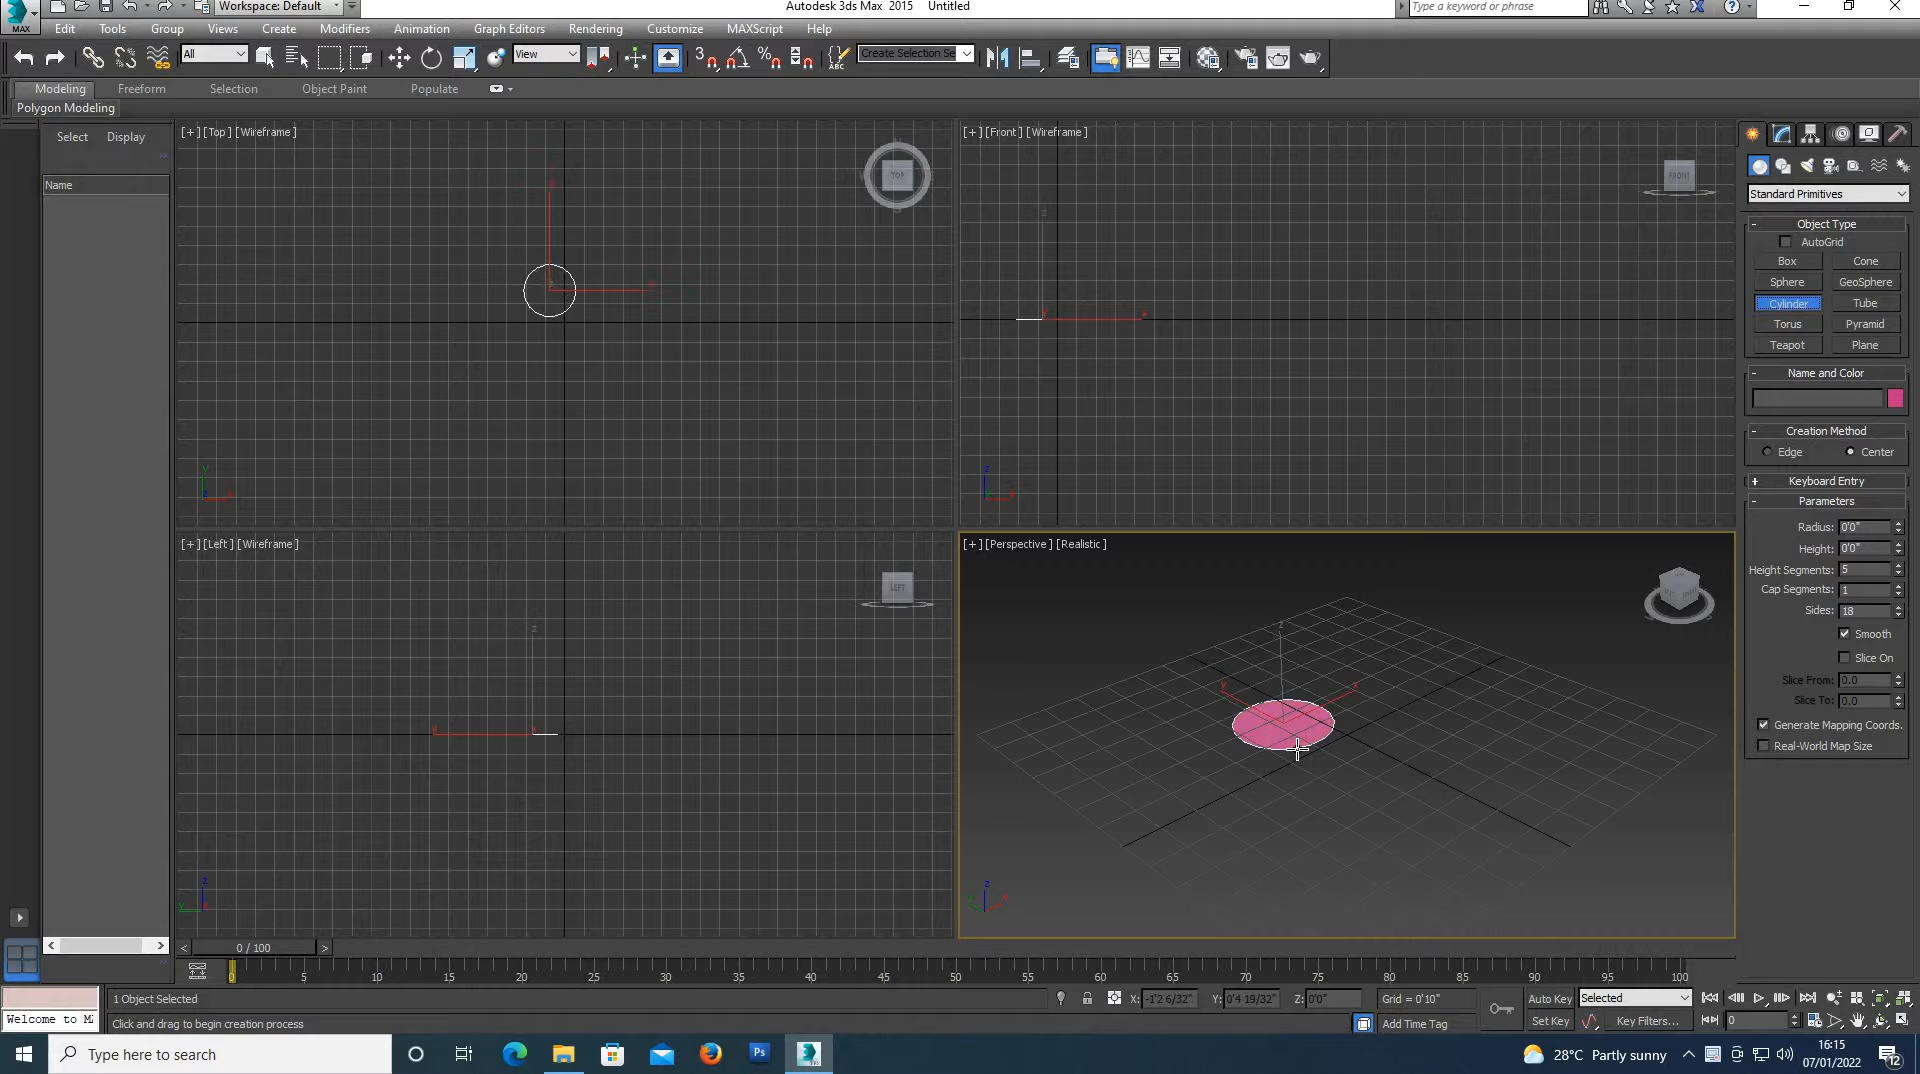 Workspace: Default
Autodesk 3ds Max 2015 Untitled
Type a keyword or phrase
MAX
Edit Tools Group Views Create Modifiers Animation Graph Editors Rendering Customize MAXScript Help
All
View
3
Create Selection Se
Modeling Freeform Selection Object Paint Populate
Polygon Modeling
Select Display
Name
[+] [Top] [Wireframe]
TOP
[+] [Front] [Wireframe]
FRONT
[+] [Left] [Wireframe]
LEFT
[+] [Perspective] [Realistic]
Standard Primitives
Object Type
AutoGrid
Box Cone
Sphere GeoSphere
Cylinder Tube
Torus Pyramid
Teapot Plane
Name and Color
Creation Method
Edge Center
Keyboard Entry
Parameters
Radius: 0'0"
Height: 0'0"
Height Segments: 5
Cap Segments: 1
Sides: 18
Smooth
Slice On
Slice From: 0.0
Slice To: 0.0
Generate Mapping Coords.
Real-World Map Size
0 / 100
0 5 10 15 20 25 30 35 40 45 50 55 60 65 70 75 80 85 90 95 100
1 Object Selected
X: -1'2 6/32" Y: 0'4 19/32" Z: 0'0" Grid = 0'10"
Auto Key Selected
Welcome to MA
Click and drag to begin creation process
Add Time Tag
Set Key Key Filters... 0
Type here to search
Ps
28°C Partly sunny
16:15
07/01/2022
12